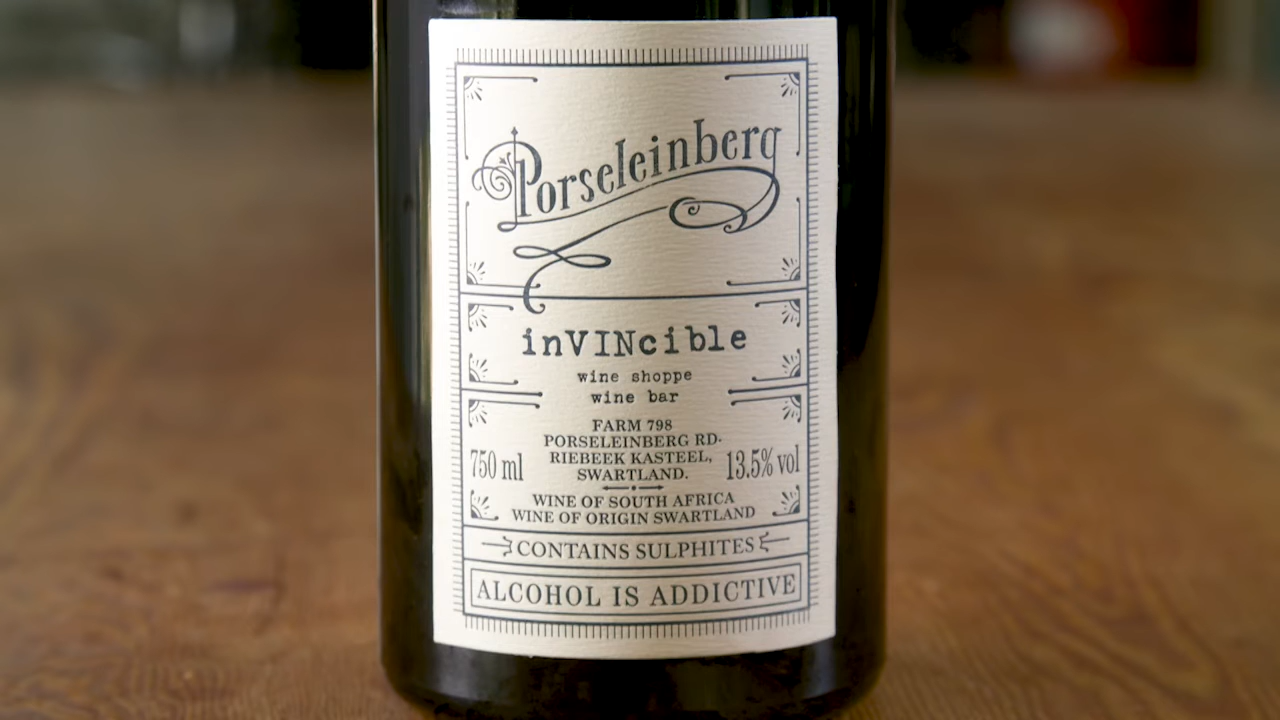 Porseleinberg
inVINcible
wine shoppe
wine bar
FARM 798
PORSELEINBERG RD.
RIEBEEK KASTEEL,
SWARTLAND.
750 ml
13.5% vol
WINE OF SOUTH AFRICA
WINE OF ORIGIN SWARTLAND
CONTAINS SULPHITES
ALCOHOL IS ADDICTIVE